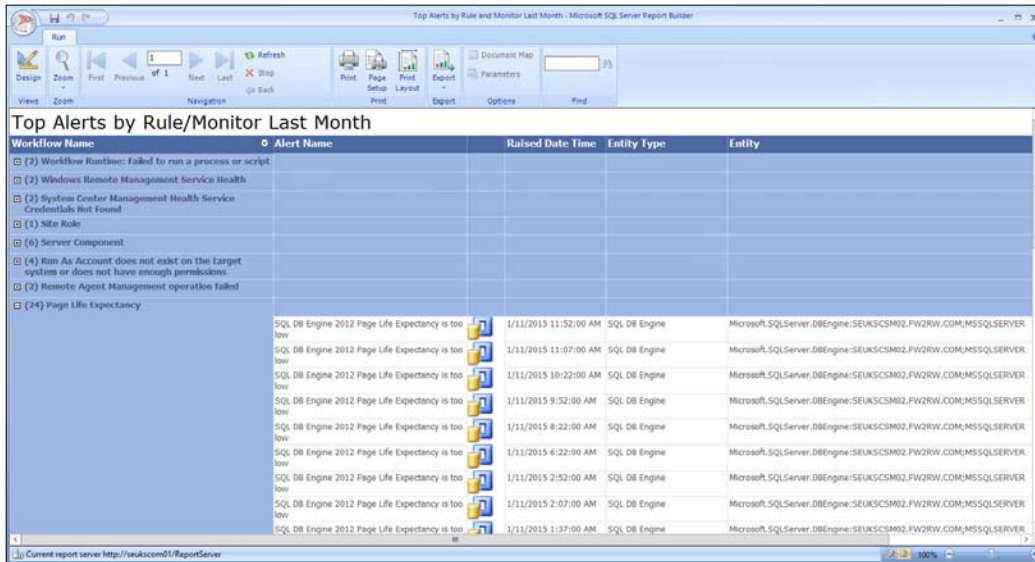 Top Alerts by Rule and Monitor Last Month - Microsoft SQL Server Report Builder
Run
Design
Zoom
First
Previous
1
of 1
Next
Last
Refresh
Stop
Go Back
Print
Page Setup
Print Layout
Export
Document Map
Parameters
Views
Zoom
Navigation
Print
Export
Options
Find
Top Alerts by Rule/Monitor Last Month
Workflow Name Alert Name Raised Date Time Entity Type Entity
(2) Workflow Runtime: Failed to run a process or script
(2) Windows Remote Management Service Health
(2) System Center Management Health Service
Credentials Not Found
(1) Site Role
(6) Server Component
(4) Run As Account does not exist on the target
system or does not have enough permissions
(2) Remote Agent Management operation failed
(24) Page Life Expectancy
SQL DB Engine 2012 Page Life Expectancy is too 1/11/2015 11:52:00 AM SQL DB Engine Microsoft.SQLServer.DBEngine:SEUKSCSM02.FW2RW.COM;MSSQLSERVER
low
SQL DB Engine 2012 Page Life Expectancy is too 1/11/2015 11:07:00 AM SQL DB Engine Microsoft.SQLServer.DBEngine:SEUKSCSM02.FW2RW.COM;MSSQLSERVER
low
SQL DB Engine 2012 Page Life Expectancy is too 1/11/2015 10:22:00 AM SQL DB Engine Microsoft.SQLServer.DBEngine:SEUKSCSM02.FW2RW.COM;MSSQLSERVER
low
SQL DB Engine 2012 Page Life Expectancy is too 1/11/2015 9:52:00 AM SQL DB Engine Microsoft.SQLServer.DBEngine:SEUKSCSM02.FW2RW.COM;MSSQLSERVER
low
SQL DB Engine 2012 Page Life Expectancy is too 1/11/2015 8:22:00 AM SQL DB Engine Microsoft.SQLServer.DBEngine:SEUKSCSM02.FW2RW.COM;MSSQLSERVER
low
SQL DB Engine 2012 Page Life Expectancy is too 1/11/2015 6:22:00 AM SQL DB Engine Microsoft.SQLServer.DBEngine:SEUKSCSM02.FW2RW.COM;MSSQLSERVER
low
SQL DB Engine 2012 Page Life Expectancy is too 1/11/2015 2:52:00 AM SQL DB Engine Microsoft.SQLServer.DBEngine:SEUKSCSM02.FW2RW.COM;MSSQLSERVER
low
SQL DB Engine 2012 Page Life Expectancy is too 1/11/2015 2:07:00 AM SQL DB Engine Microsoft.SQLServer.DBEngine:SEUKSCSM02.FW2RW.COM;MSSQLSERVER
low
SQL DB Engine 2012 Page Life Expectancy is too 1/11/2015 1:37:00 AM SQL DB Engine Microsoft.SQLServer.DBEngine:SEUKSCSM02.FW2RW.COM;MSSQLSERVER
Current report server http://seukscom01/ReportServer 100%